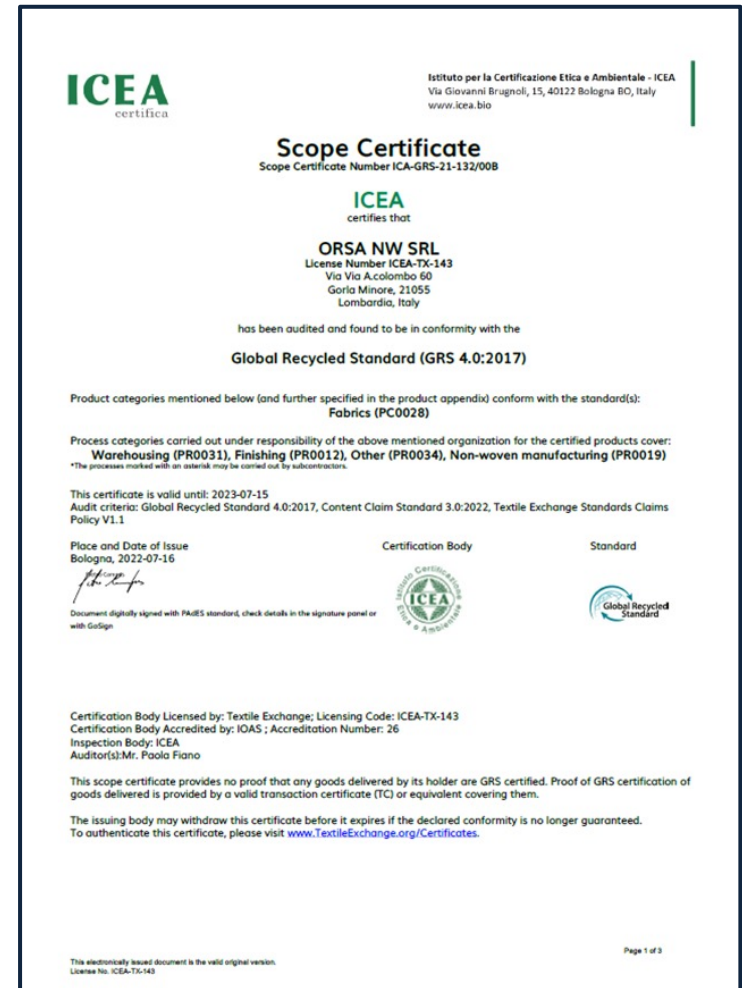 ICEA
certifica
Istituto per la Certificazione Etica e Ambientale - ICEA
Via Giovanni Brugnoli, 15, 40122 Bologna BO, Italy
www.icea.bio
Scope Certificate
Scope Certificate Number ICA-GRS-21-132/00B
ICEA
certifies that
ORSA NW SRL
License Number ICEA-TX-143
Via Via A.colombo 60
Gorla Minore, 21055
Lombardia, Italy
has been audited and found to be in conformity with the
Global Recycled Standard (GRS 4.0:2017)
Product categories mentioned below (and further specified in the product appendix) conform with the standard(s):
Fabrics (PC0028)
Process categories carried out under responsibility of the above mentioned organization for the certified products cover:
Warehousing (PR0031), Finishing (PR0012), Other (PR0034), Non-woven manufacturing (PR0019)
*The processes marked with an asterisk may be carried out by subcontractors.
This certificate is valid until: 2023-07-15
Audit criteria: Global Recycled Standard 4.0:2017, Content Claim Standard 3.0:2022, Textile Exchange Standards Claims
Policy V1.1
Place and Date of Issue
Bologna, 2022-07-16
Certification Body
Standard
Istituto Certificazione
ICEA
Etica e Ambientale
Global Recycled
Standard
Document digitally signed with PAdES standard, check details in the signature panel or
with GoSign
Certification Body Licensed by: Textile Exchange; Licensing Code: ICEA-TX-143
Certification Body Accredited by: IOAS ; Accreditation Number: 26
Inspection Body: ICEA
Auditor(s):Mr. Paola Fiano
This scope certificate provides no proof that any goods delivered by its holder are GRS certified. Proof of GRS certification of
goods delivered is provided by a valid transaction certificate (TC) or equivalent covering them.
The issuing body may withdraw this certificate before it expires if the declared conformity is no longer guaranteed.
To authenticate this certificate, please visit www.TextileExchange.org/Certificates.
This electronically issued document is the valid original version.
License No. ICEA-TX-143
Page 1 of 3